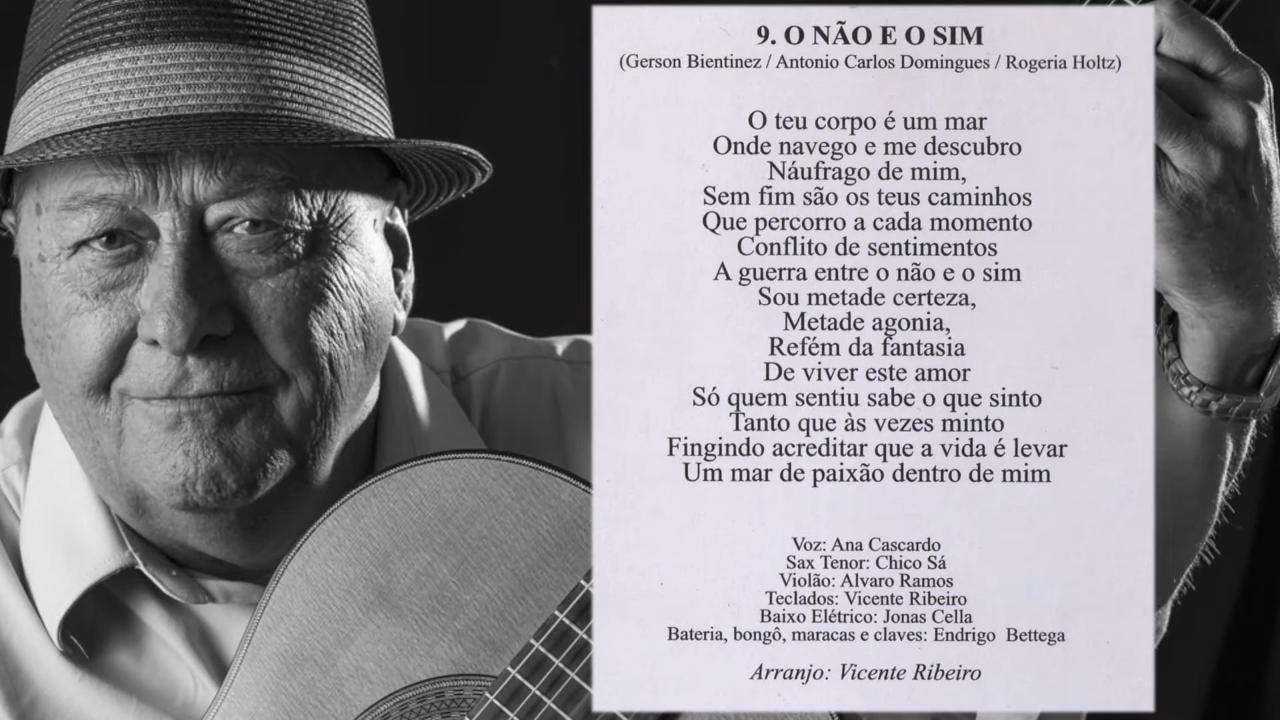 9. O NÃO E O SIM
(Gerson Bientinez / Antonio Carlos Domingues / Rogeria Holtz)
O teu corpo é um mar
Onde navego e me descubro
Náufrago de mim,
Sem fim são os teus caminhos
Que percorro a cada momento
Conflito de sentimentos
A guerra entre o não e o sim
Sou metade certeza,
Metade agonia,
Refém da fantasia
De viver este amor
Só quem sentiu sabe o que sinto
Tanto que às vezes minto
Fingindo acreditar que a vida é levar
Um mar de paixão dentro de mim
Voz: Ana Cascardo
Sax Tenor: Chico Sá
Violão: Alvaro Ramos
Teclados: Vicente Ribeiro
Baixo Elétrico: Jonas Cella
Bateria, bongô, maracas e claves: Endrigo Bettega
Arranjo: Vicente Ribeiro